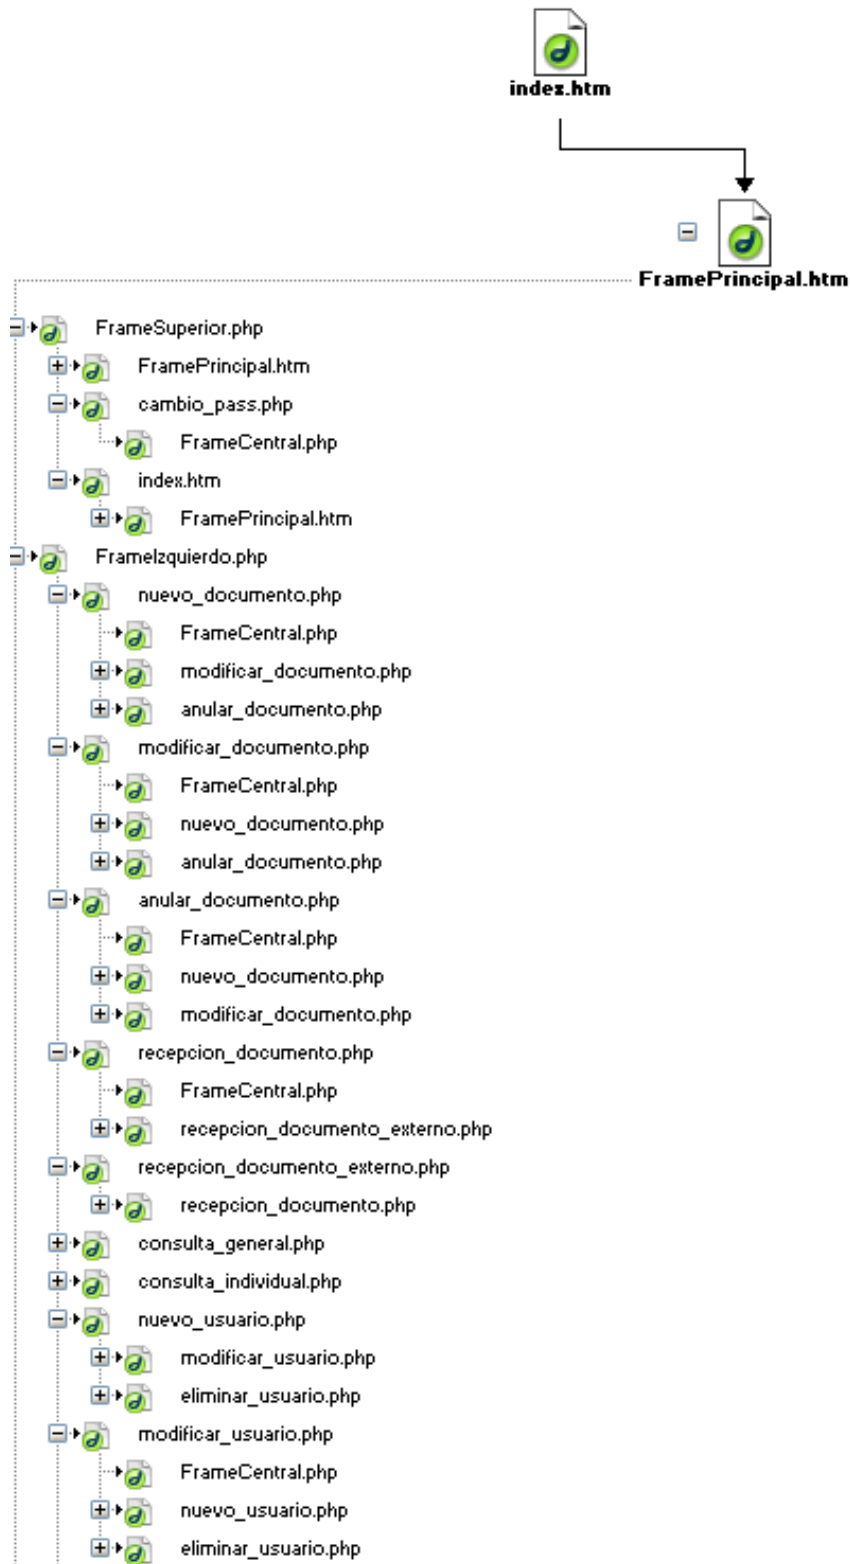 index.htm
FramePrincipal.htm
FrameSuperior.php
FramePrincipal.htm
cambio_pass.php
FrameCentral.php
index.htm
FramePrincipal.htm
FrameIzquierdo.php
nuevo_documento.php
FrameCentral.php
modificar_documento.php
anular_documento.php
modificar_documento.php
FrameCentral.php
nuevo_documento.php
anular_documento.php
anular_documento.php
FrameCentral.php
nuevo_documento.php
modificar_documento.php
recepcion_documento.php
FrameCentral.php
recepcion_documento_externo.php
recepcion_documento_externo.php
recepcion_documento.php
consulta_general.php
consulta_individual.php
nuevo_usuario.php
modificar_usuario.php
eliminar_usuario.php
modificar_usuario.php
FrameCentral.php
nuevo_usuario.php
eliminar_usuario.php